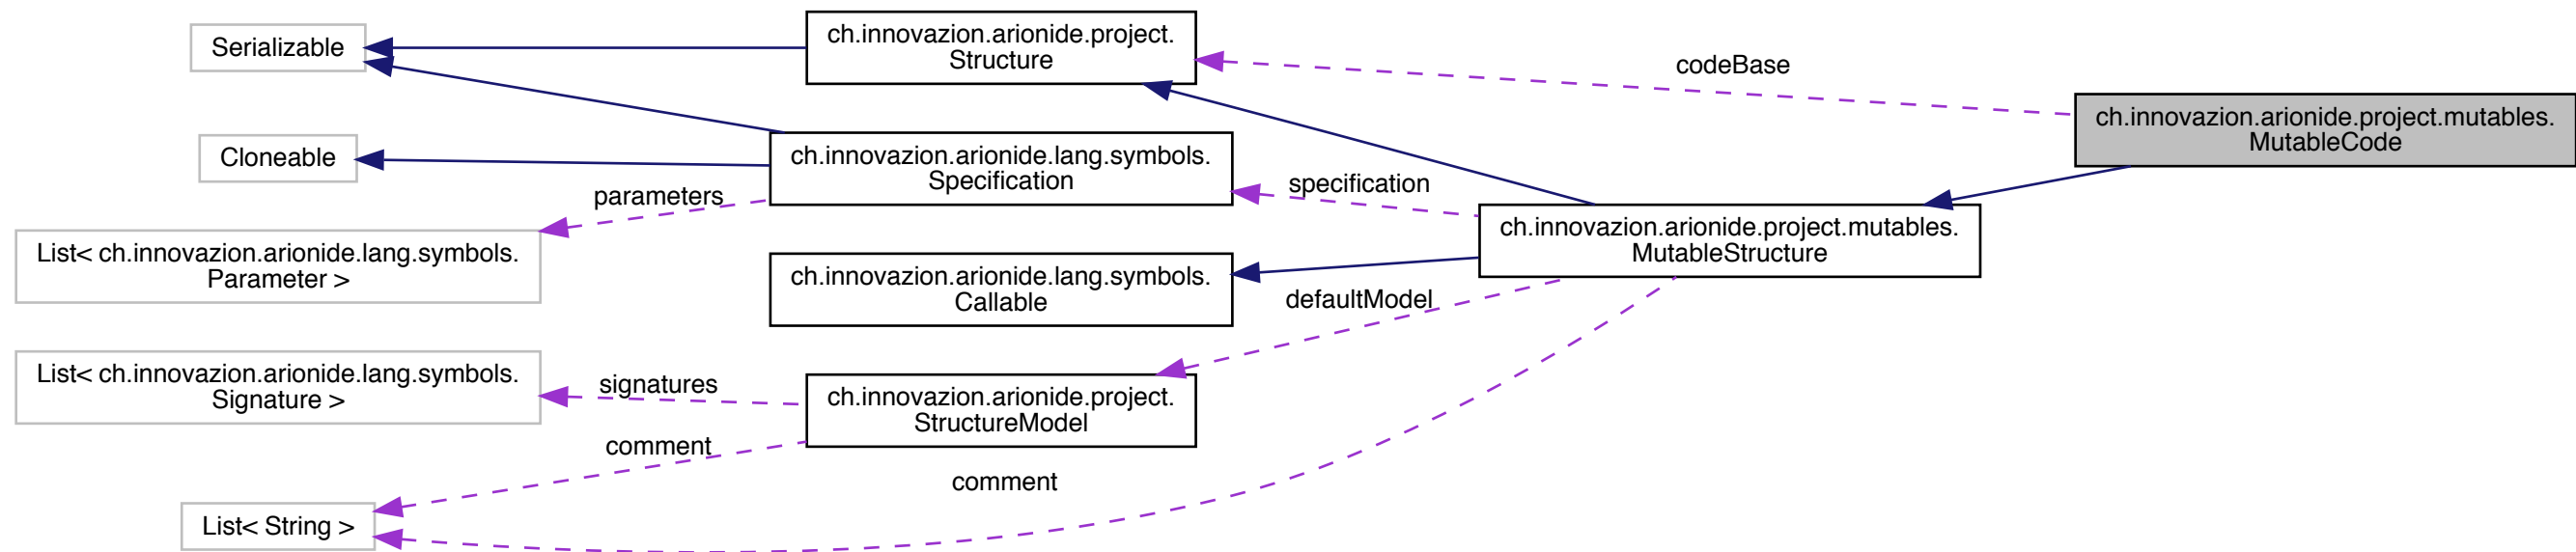 Serializable
ch.innovazion.arionide.project.
Structure
codeBase
ch.innovazion.arionide.project.mutables.
MutableCode
Cloneable
ch.innovazion.arionide.lang.symbols.
Specification
specification
parameters
ch.innovazion.arionide.project.mutables.
MutableStructure
List< ch.innovazion.arionide.lang.symbols.
Parameter >
ch.innovazion.arionide.lang.symbols.
Callable
defaultModel
List< ch.innovazion.arionide.lang.symbols.
Signature >
signatures
ch.innovazion.arionide.project.
StructureModel
comment
comment
List< String >